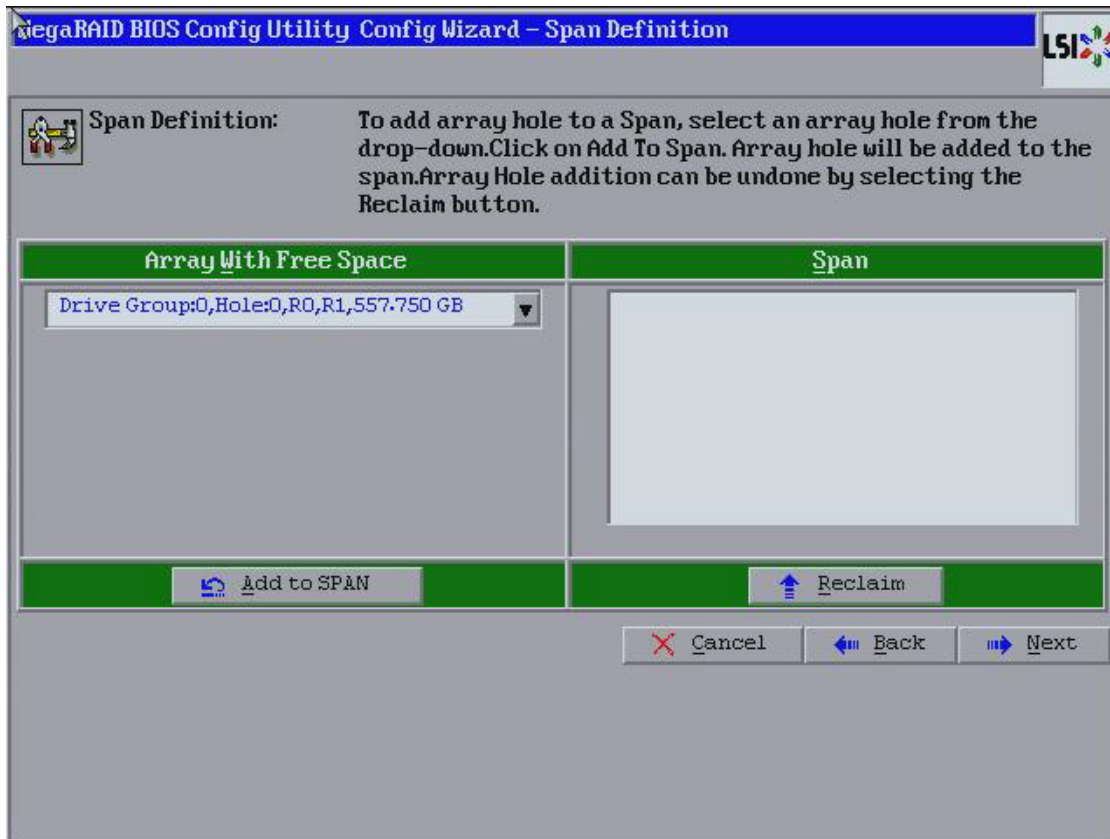 MegaRAID BIOS Config Utility Config Wizard – Span Definition
LSI
Span Definition:
To add array hole to a Span, select an array hole from the
drop–down.Click on Add To Span. Array hole will be added to the
span.Array Hole addition can be undone by selecting the
Reclaim button.
Array With Free Space
Span
Drive Group:0,Hole:0,R0,R1,557.750 GB
Add to SPAN
Reclaim
Cancel
Back
Next